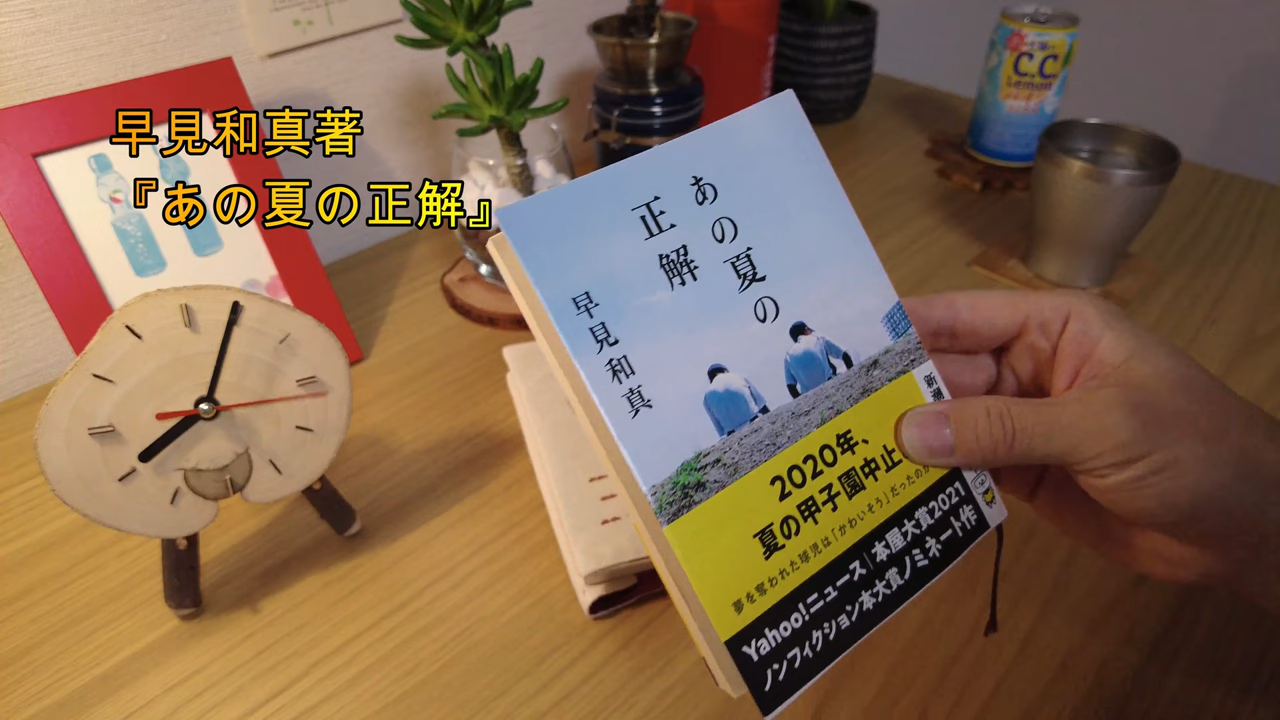 早見和真著
『あの夏の正解』
あの夏の
正解
早見和真
新潮
2020年、
夏の甲子園中止
夢を奪われた球児は「かわいそう」だったのか
Yahoo!ニュース｜本屋大賞2021
ノンフィクション本大賞ノミネート作
C.C.
Lemon